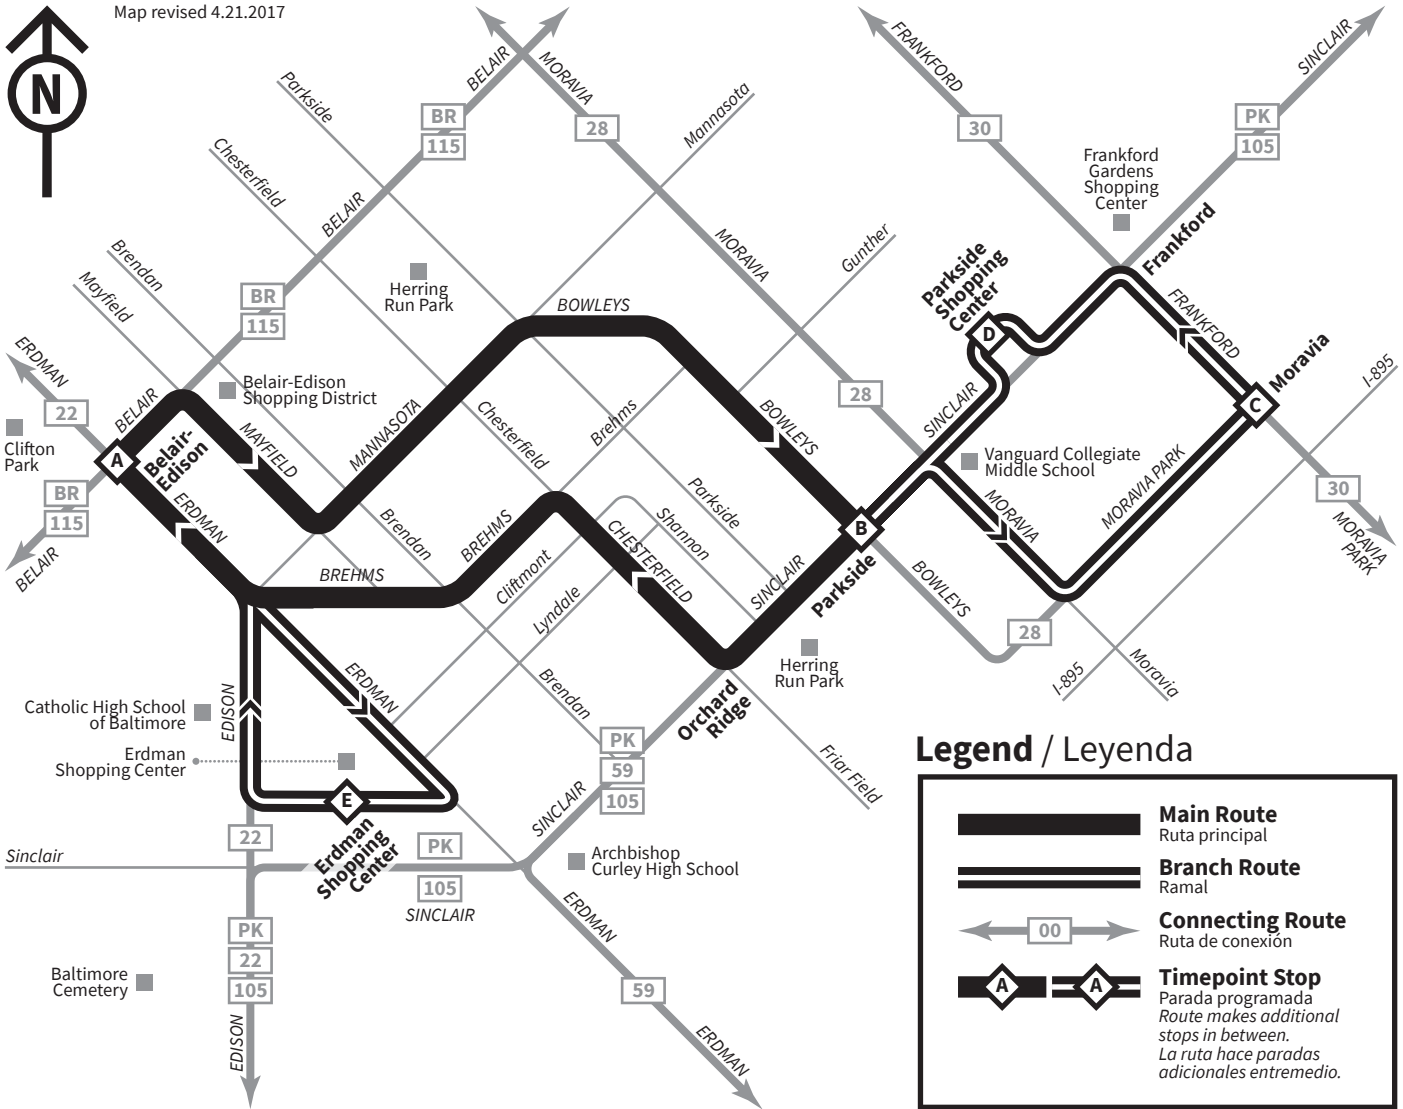 Map revised 4.21.2017
N
BELAIR
MORAVIA
FRANKFORD
SINCLAIR
Parkside
Mannasota
BR
115
28
30
PK
105
Chesterfield
Frankford
Gardens
Shopping
Center
BELAIR
Gunther
Frankford
Brendan
Mayfield
MORAVIA
Herring
Run Park
Parkside
Shopping
Center
BR
115
BOWLEYS
FRANKFORD
D
ERDMAN
Moravia
I-895
22
BELAIR
Belair-Edison
Shopping District
28
SINCLAIR
C
Clifton
Park
A
Belair-
Edison
MAYFIELD
MANNASOTA
Chesterfield
Brehms
BOWLEYS
Vanguard Collegiate
Middle School
BR
115
ERDMAN
Parkside
MORAVIA
MORAVIA PARK
30
MORAVIA
PARK
BELAIR
Brendan
BREHMS
Shannon
B
BREHMS
Cliftmont
CHESTERFIELD
SINCLAIR
Parkside
BOWLEYS
Lyndale
28
Herring
Run Park
I-895
Moravia
ERDMAN
Brendan
Orchard
Ridge
Catholic High School
of Baltimore
EDISON
Erdman
Shopping Center
PK
59
105
Friar Field
E
Erdman
Shopping
Center
SINCLAIR
22
PK
105
SINCLAIR
Sinclair
Archbishop
Curley High School
ERDMAN
PK
22
105
Baltimore
Cemetery
59
EDISON
ERDMAN
Legend / Leyenda
Main Route
Ruta principal
Branch Route
Ramal
00
Connecting Route
Ruta de conexión
A
A
Timepoint Stop
Parada programada
Route makes additional
stops in between.
La ruta hace paradas
adicionales entremedio.